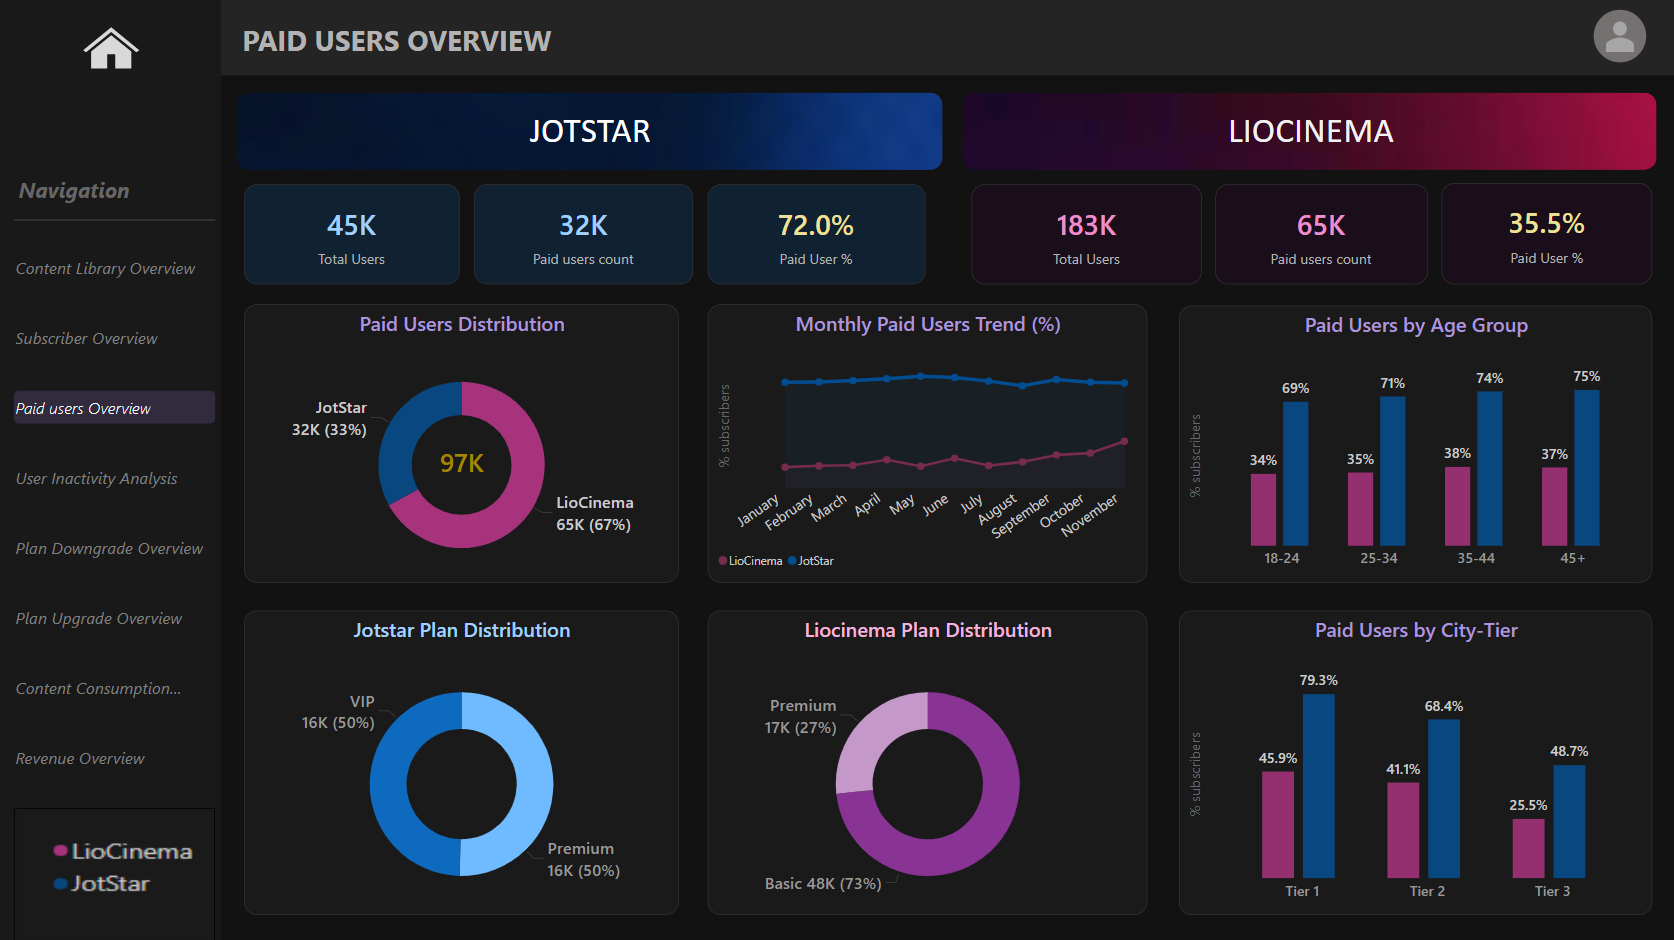 PAID USERS OVERVIEW
Navigation
Content Library Overview
Subscriber Overview
Paid users Overview
User Inactivity Analysis
Plan Downgrade Overview
Plan Upgrade Overview
Content Consumption...
Revenue Overview
LioCinema
JotStar
JOTSTAR
45K
Total Users
32K
Paid users count
72.0%
Paid User %
LIOCINEMA
183K
Total Users
65K
Paid users count
35.5%
Paid User %
Paid Users Distribution
JotStar
32K (33%)
97K
LioCinema
65K (67%)
Monthly Paid Users Trend (%)
% subscribers
January
February
March
April
May
June
July
August
September
October
November
LioCinema
JotStar
Paid Users by Age Group
% subscribers
34%
69%
35%
71%
38%
74%
37%
75%
18-24
25-34
35-44
45+
Jotstar Plan Distribution
VIP
16K (50%)
Premium
16K (50%)
Liocinema Plan Distribution
Premium
17K (27%)
Basic 48K (73%)
Paid Users by City-Tier
% subscribers
45.9%
79.3%
41.1%
68.4%
25.5%
48.7%
Tier 1
Tier 2
Tier 3